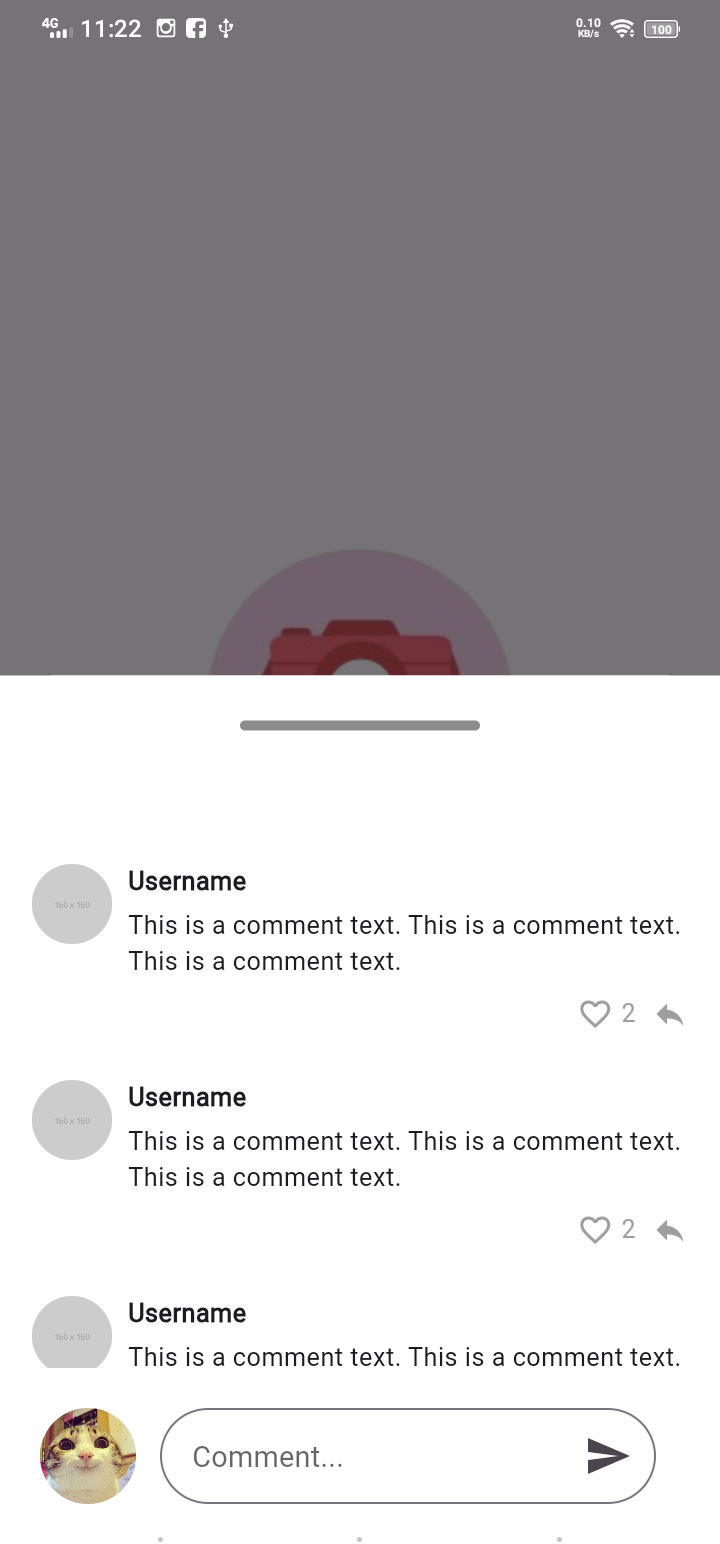 4G 11:22 0.10 KB/s 100
150 x 150
Username
This is a comment text. This is a comment text.
This is a comment text.
2
150 x 150
Username
This is a comment text. This is a comment text.
This is a comment text.
2
150 x 150
Username
This is a comment text. This is a comment text.
Comment...